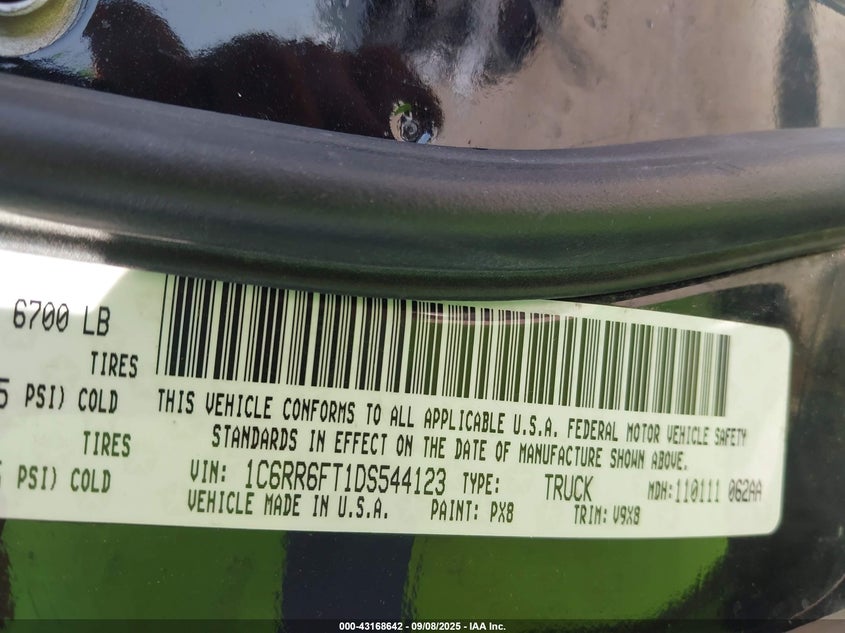 6700 LB
TIRES
5 PSI) COLD
TIRES
PSI) COLD
THIS VEHICLE CONFORMS TO ALL APPLICABLE U.S.A. FEDERAL MOTOR VEHICLE SAFETY
STANDARDS IN EFFECT ON THE DATE OF MANUFACTURE SHOWN ABOVE.
VIN: 1C6RR6FT1DS544123 TYPE: TRUCK MDH: 110111 062AA
VEHICLE MADE IN U.S.A. PAINT: PX8 TRIM: V9X8
000-43168642 - 09/08/2025 - IAA Inc.